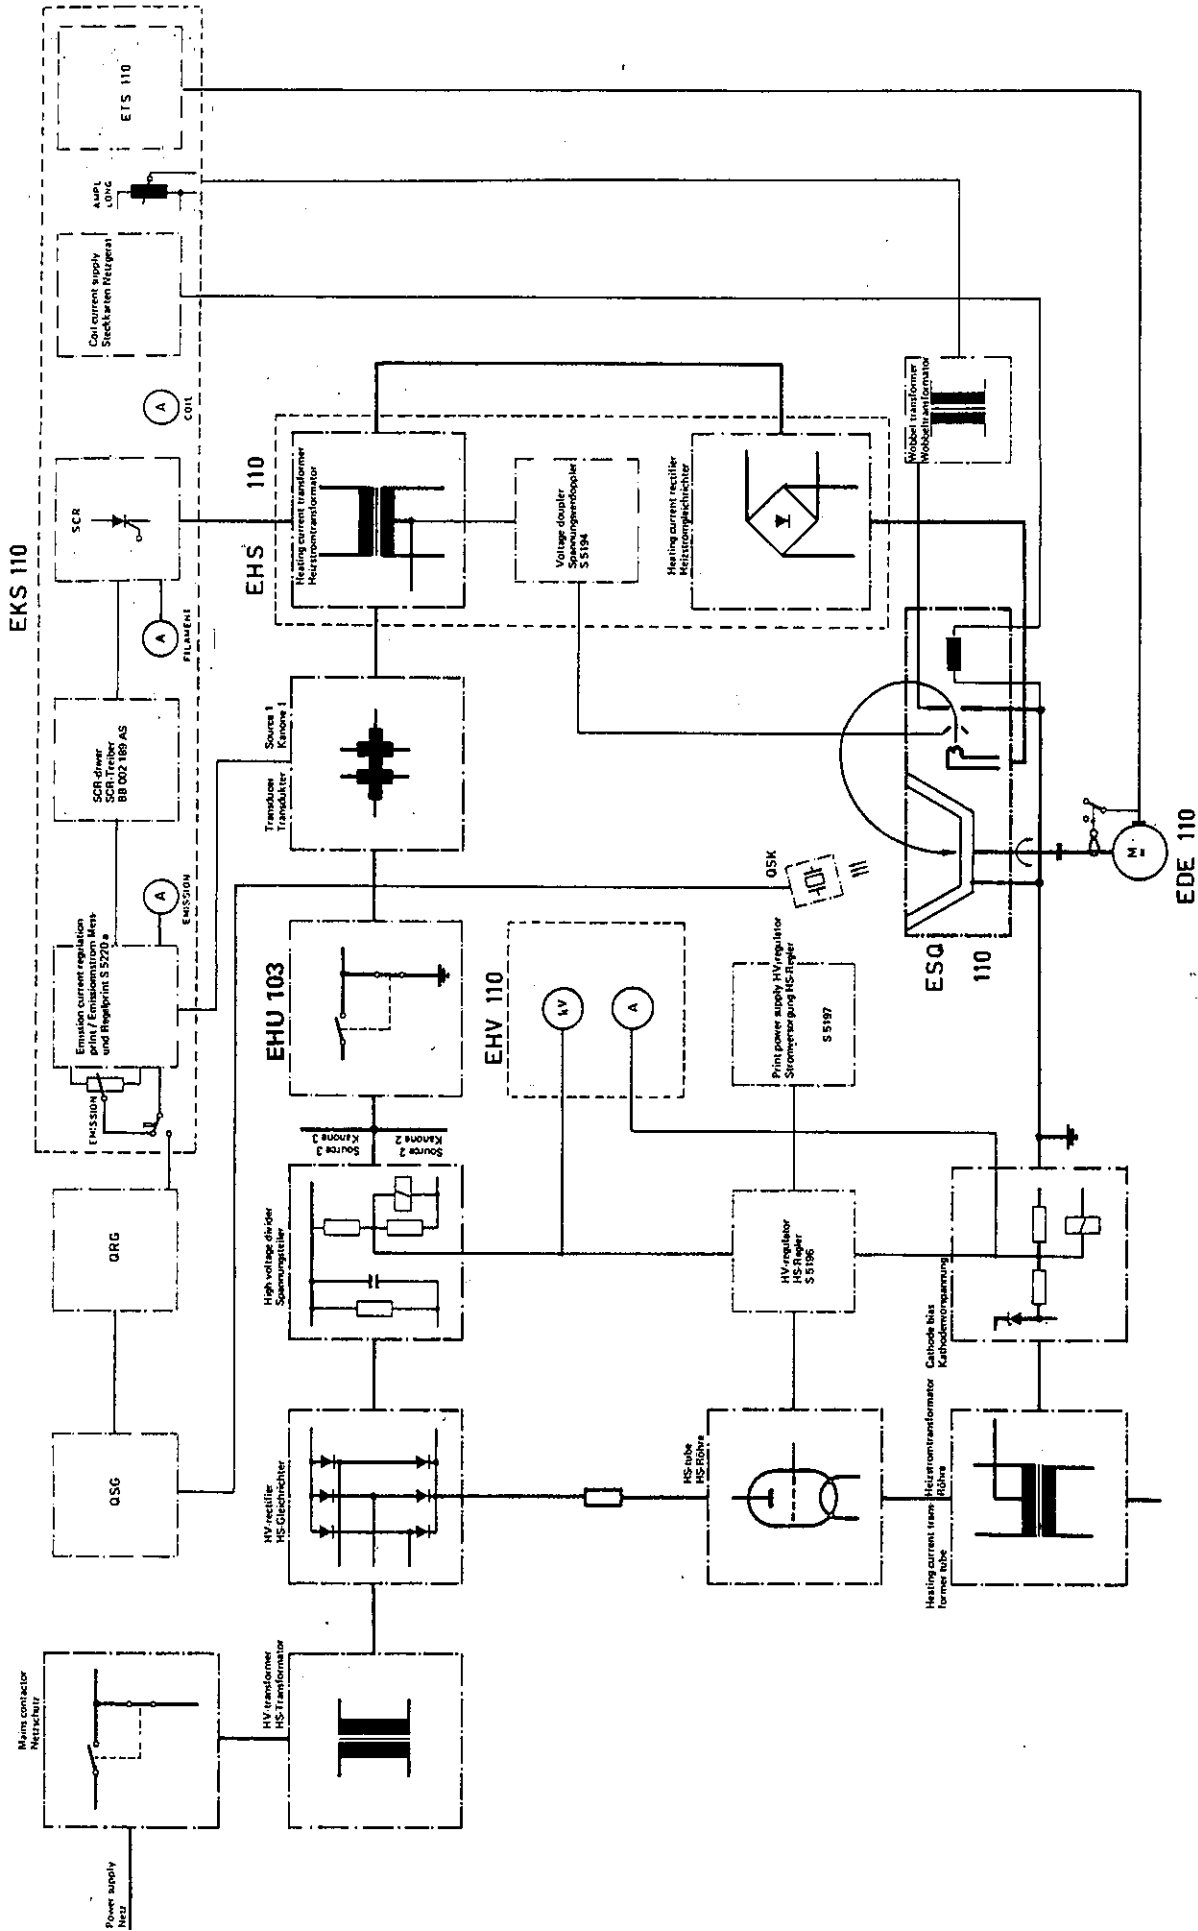 EKS 110
ETS 110
AMPL
LONG
Coil current supply
Steckkarten Netzgerät
A
COIL
SCR
A
FILAMENT
SCR-driver
SCR-Treiber
BB 002 189 AS
A
EMISSION
Emission current regulation
print / Emissionsstrom Mess-
und Regelprint S 5220 a
EMISSION
QRG
QSG
Mains contactor
Netzschutz
Power supply
Netz
EHS 110
Heating current transformer
Heizstromtransformator
Voltage doupler
Spannungsverdoppler
S 5194
Heating current rectifier
Heizstromgleichrichter
Transducer
Transdukter
Source 1
Kanone 1
EHU 103
Source 3
Kanone 3
Source 2
Kanone 2
High voltage divider
Spannungsteiler
HV-rectifier
HS-Gleichrichter
HV-transformer
HS-Transformator
EHV 110
kV
A
QSK
Print power supply HV-regulator
Stromversorgung HS-Regler
S 5197
HV-regulator
HS-Regler
S 5196
HS-tube
HS-Röhre
Wobbel transformer
Wobbeltransformator
ESQ
110
M
EDE 110
Cathode bias
Kathodenvorspannung
Heating current trans-
former tube
Heizstromtransformator
Röhre